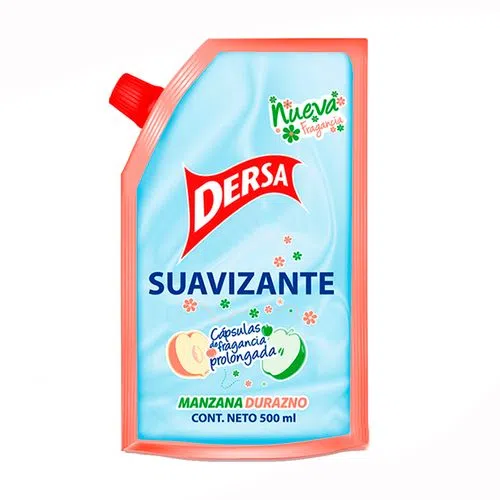 Nueva
Fragancia
DERSA
SUAVIZANTE
Cápsulas
de fragancia
prolongada
MANZANA DURAZNO
CONT. NETO 500 ml